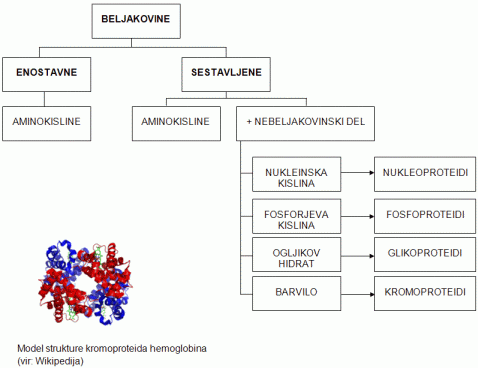 BELJAKOVINE
ENOSTAVNE
SESTAVLJENE
AMINOKISLINE
AMINOKISLINE
+ NEBELJAKOVINSKI DEL
NUKLEINSKA
KISLINA
NUKLEOPROTEIDI
FOSFORJEVA
KISLINA
FOSFOPROTEIDI
OGLJIKOV
HIDRAT
GLIKOPROTEIDI
BARVILO
KROMOPROTEIDI
Model strukture kromoproteida hemoglobina
(vir: Wikipedija)